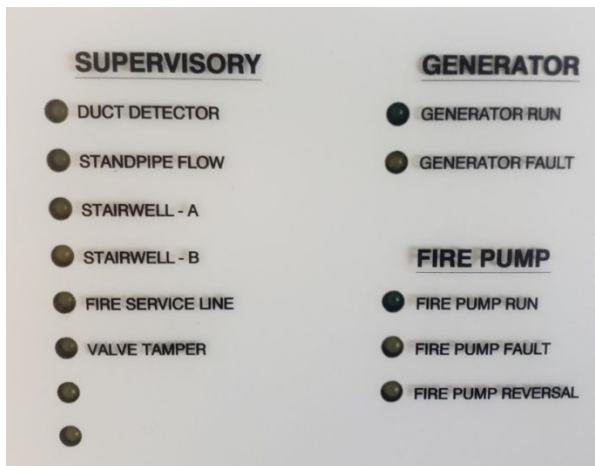 SUPERVISORY
DUCT DETECTOR
STANDPIPE FLOW
STAIRWELL - A
STAIRWELL - B
FIRE SERVICE LINE
VALVE TAMPER
GENERATOR
GENERATOR RUN
GENERATOR FAULT
FIRE PUMP
FIRE PUMP RUN
FIRE PUMP FAULT
FIRE PUMP REVERSAL